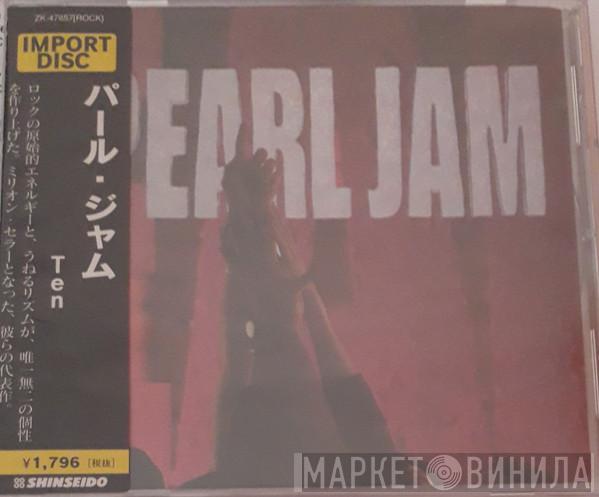 ZK-47857[ROCK]
IMPORT
DISC
パール・ジャム
Ten
ロックの原始的エネルギーと、うねるリズムが、唯一無二の個性
を作り上げた。ミリオン・セラーとなった、彼らの代表作。
¥1,796 [税抜]
SHINSEIDO
PEARL JAM
МАРКЕТ ВИНИЛА